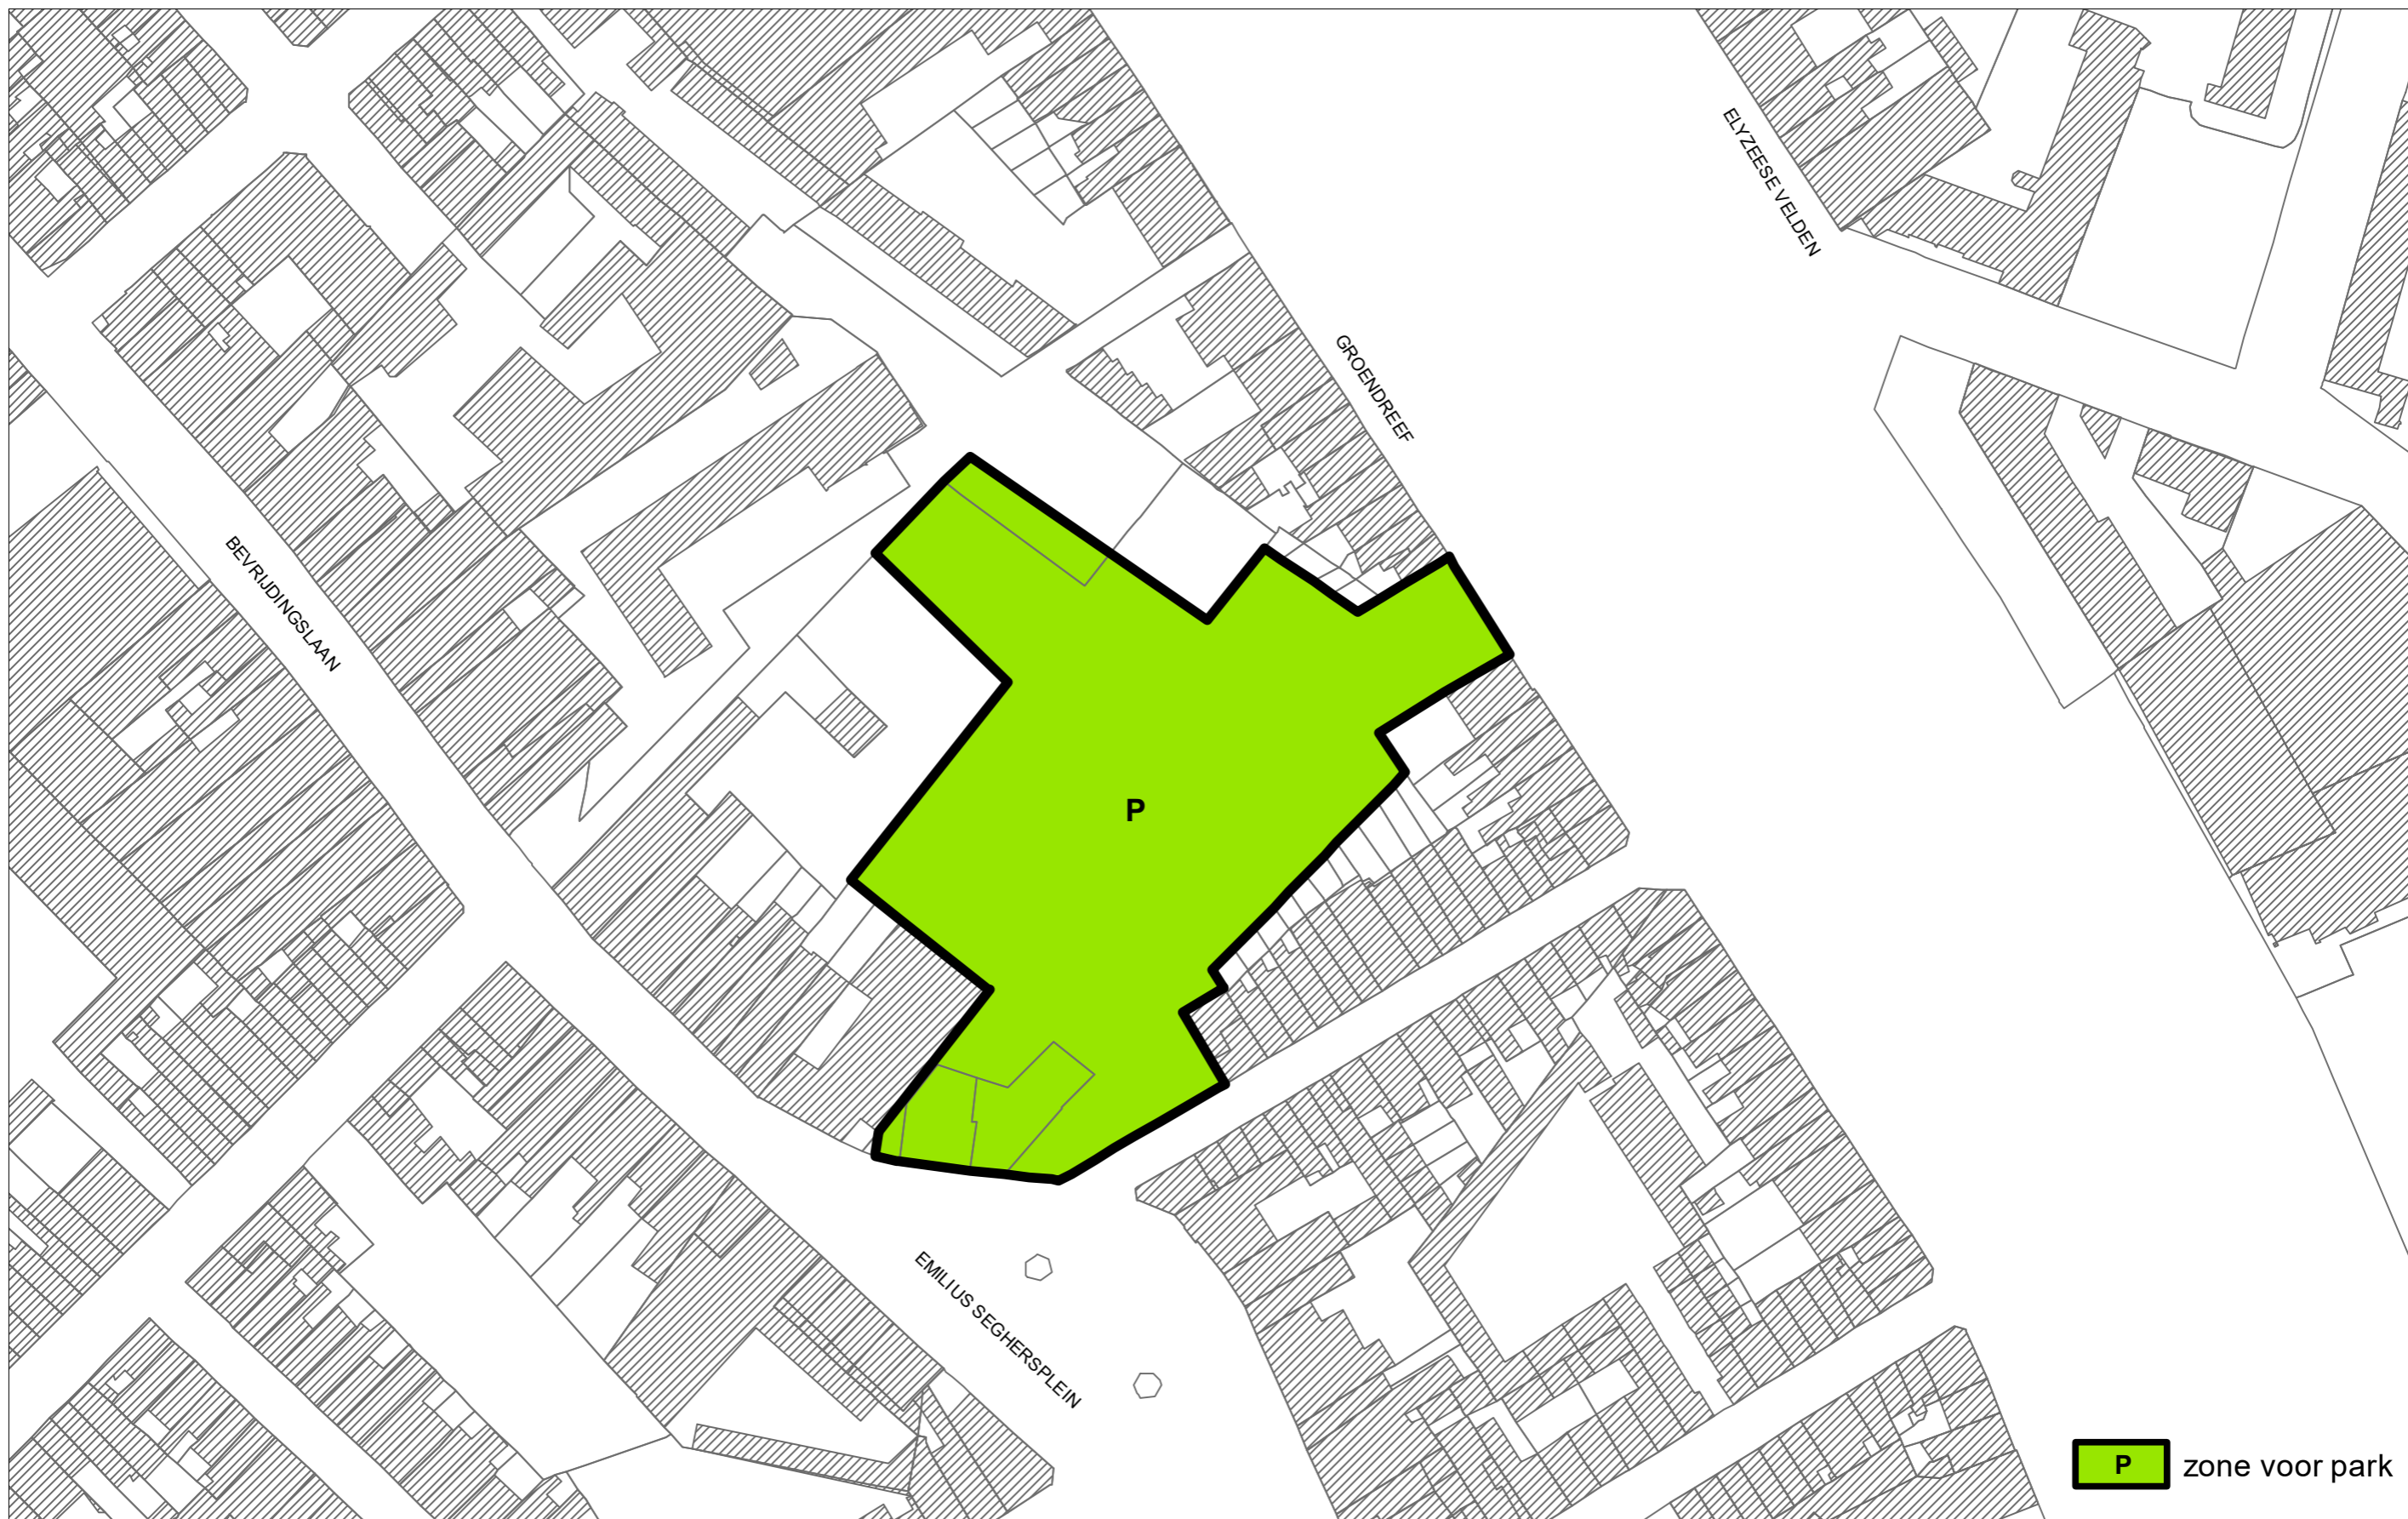 ELYZEESE VELDEN
GROENDREEF
BEVRIJDINGSLAAN
P
EMILIUS SEGHERSPLEIN
P zone voor park